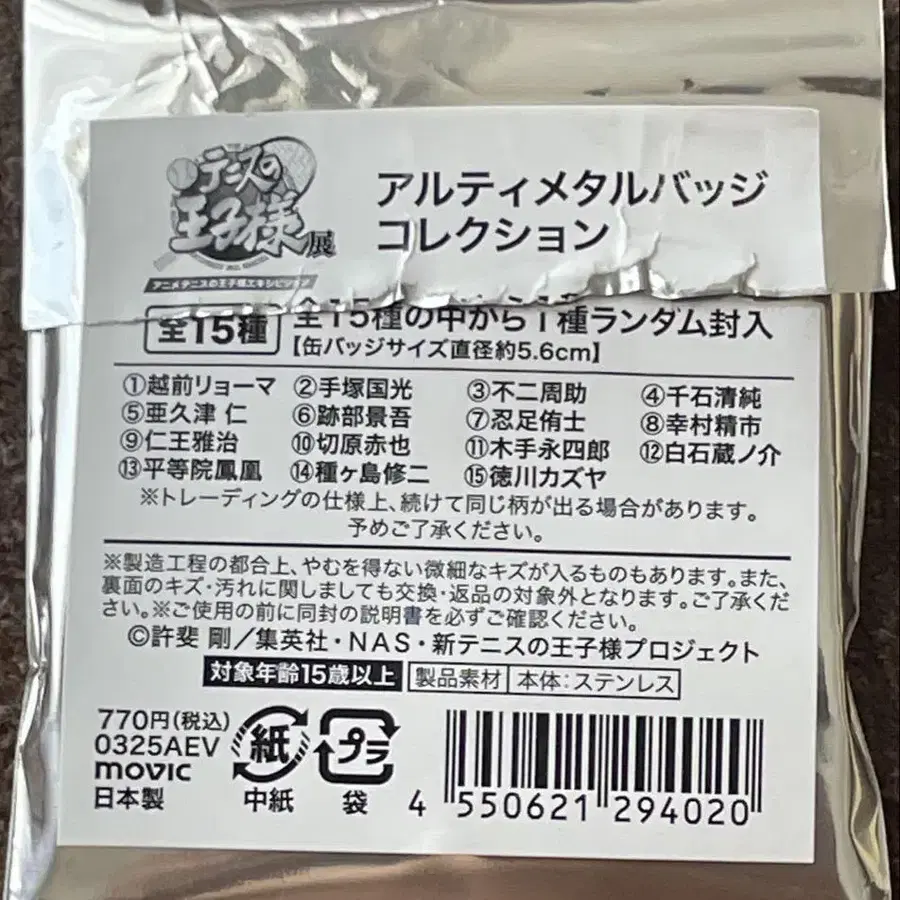 テニスの
王子様展
アニメテニスの王子様エキシビション
アルティメタルバッジ
コレクション
全15種
全15種の中から1種ランダム封入
【缶バッジサイズ直径約5.6cm】
①越前リョーマ ②手塚国光 ③不二周助 ④千石清純
⑤亜久津 仁 ⑥跡部景吾 ⑦忍足侑士 ⑧幸村精市
⑨仁王雅治 ⑩切原赤也 ⑪木手永四郎 ⑫白石蔵ノ介
⑬平等院鳳凰 ⑭種ヶ島修二 ⑮徳川カズヤ
※トレーディングの仕様上、続けて同じ柄が出る場合があります。
予めご了承ください。
※製造工程の都合上、やむを得ない微細なキズが入るものもあります。また、
裏面のキズ・汚れに関しましても交換・返品の対象外となります。ご了承くだ
さい。※ご使用の前に同封の説明書を必ずご確認ください。
©許斐 剛/集英社・NAS・新テニスの王子様プロジェクト
対象年齢15歳以上 製品素材 本体:ステンレス
770円(税込)
0325AEV
movic
日本製
紙
中紙
プラ
袋
4 550621 294020